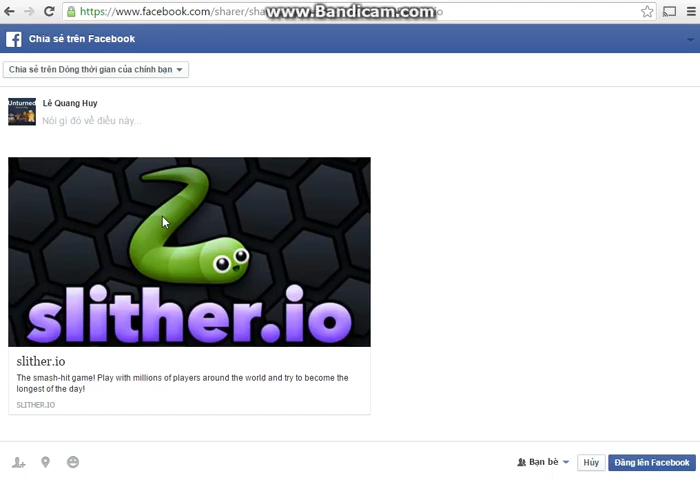 https://www.facebook.com/sharer/sha
www.Bandicam.com
io
Chia sẻ trên Facebook
Chia sẻ trên Dòng thời gian của chính bạn
Unturned
Lê Quang Huy
Nói gì đó về điều này...
slither.io
slither.io
The smash-hit game! Play with millions of players around the world and try to become the
longest of the day!
SLITHER.IO
Bạn bè
Hủy
Đăng lên Facebook